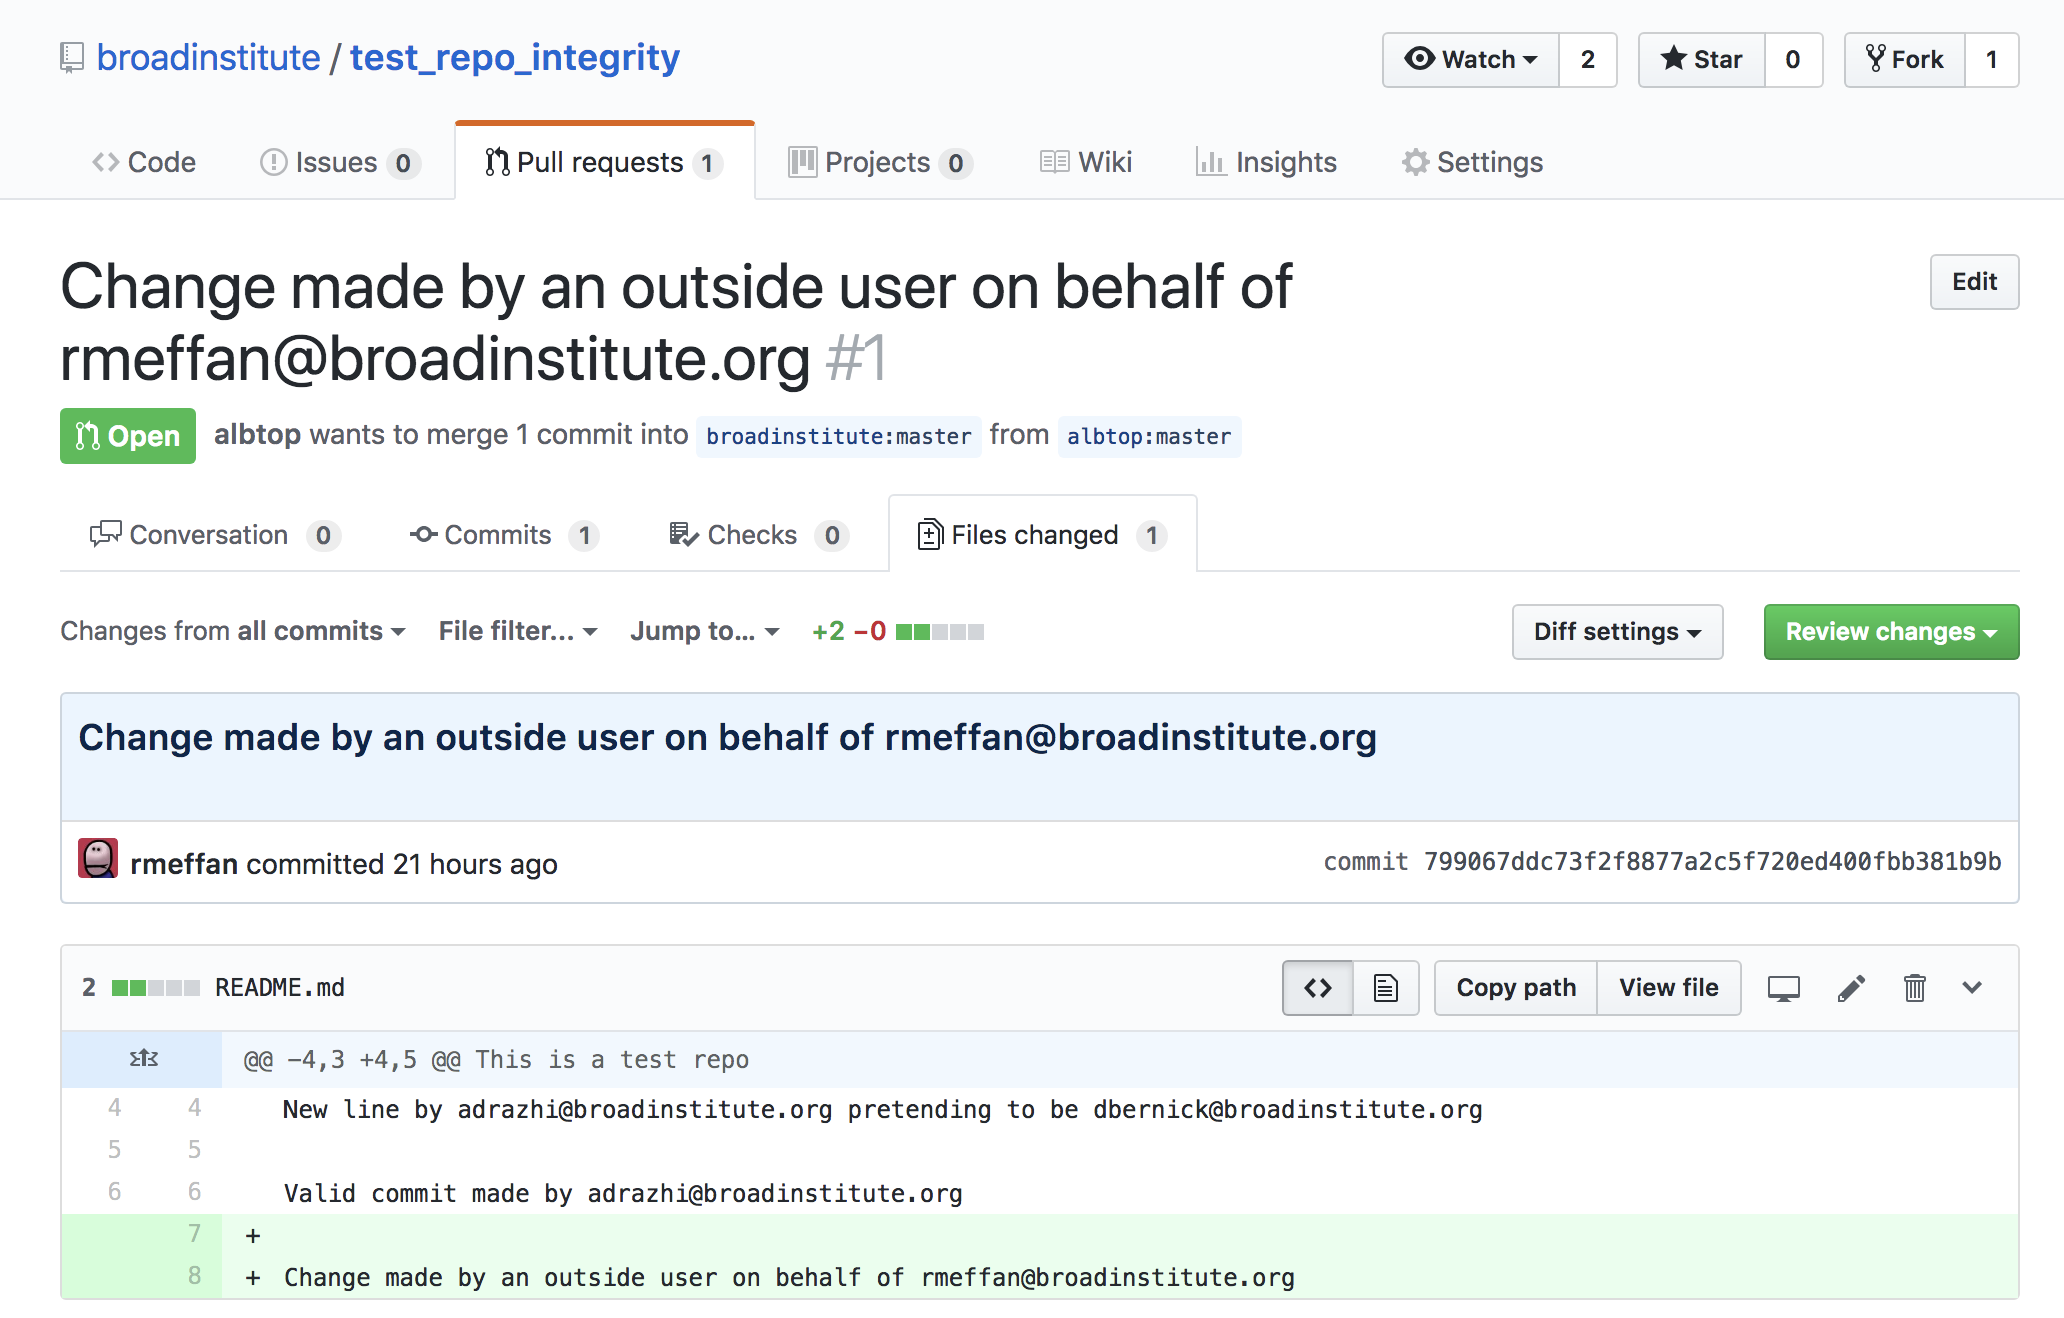 broadinstitute / test_repo_integrity
Watch 2 Star 0 Fork 1
Code Issues 0 Pull requests 1 Projects 0 Wiki Insights Settings
Change made by an outside user on behalf of
rmeffan@broadinstitute.org #1
Edit
Open albtop wants to merge 1 commit into broadinstitute:master from albtop:master
Conversation 0 Commits 1 Checks 0 Files changed 1
Changes from all commits File filter... Jump to... +2 −0 Diff settings Review changes
Change made by an outside user on behalf of rmeffan@broadinstitute.org
rmeffan committed 21 hours ago commit 799067ddc73f2f8877a2c5f720ed400fbb381b9b
2 README.md Copy path View file
@@ −4,3 +4,5 @@ This is a test repo
4 4 New line by adrazhi@broadinstitute.org pretending to be dbernick@broadinstitute.org
5 5
6 6 Valid commit made by adrazhi@broadinstitute.org
7 +
8 + Change made by an outside user on behalf of rmeffan@broadinstitute.org